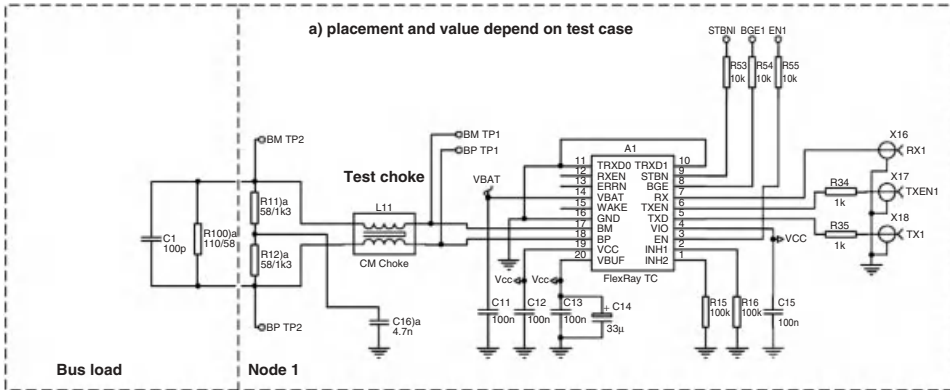 a) placement and value depend on test case
STBNI BGE1 EN1
R53
10k
R54
10k
R55
10k
BM TP2
BM TP1
BP TP1
A1
X16
RX1
X17
TXEN1
X18
TX1
VBAT
Test choke
L11
CM Choke
11 TRXD0 TRXD1 10
12 RXEN STBN 9
13 ERRN BGE 8
14 VBAT RX 7
15 WAKE TXEN 6
16 GND TXD 5
17 BM VIO 4
18 BP EN 3
19 VCC INH1 2
20 VBUF INH2 1
FlexRay TC
R34
1k
R35
1k
VCC
R11)a
58/1k3
C1
100p
R100)a
110/58
R12)a
58/1k3
Vcc
Vcc
C16)a
4.7n
C11
100n
C12
100n
C13
100n
C14
33µ
R15
100k
R16
100k
C15
100n
BP TP2
Bus load
Node 1